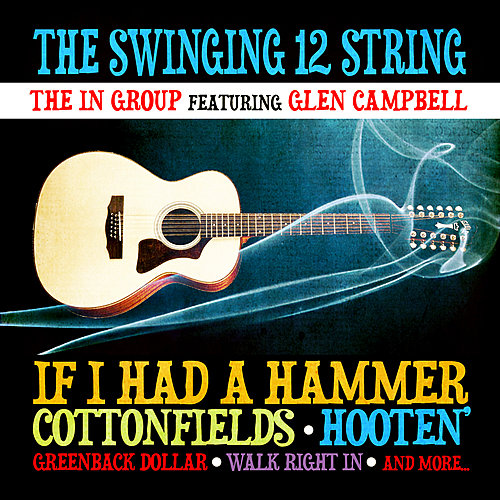 THE SWINGING 12 STRING
THE IN GROUP FEATURING GLEN CAMPBELL
IF I HAD A HAMMER
COTTONFIELDS • HOOTEN'
GREENBACK DOLLAR • WALK RIGHT IN • AND MORE...